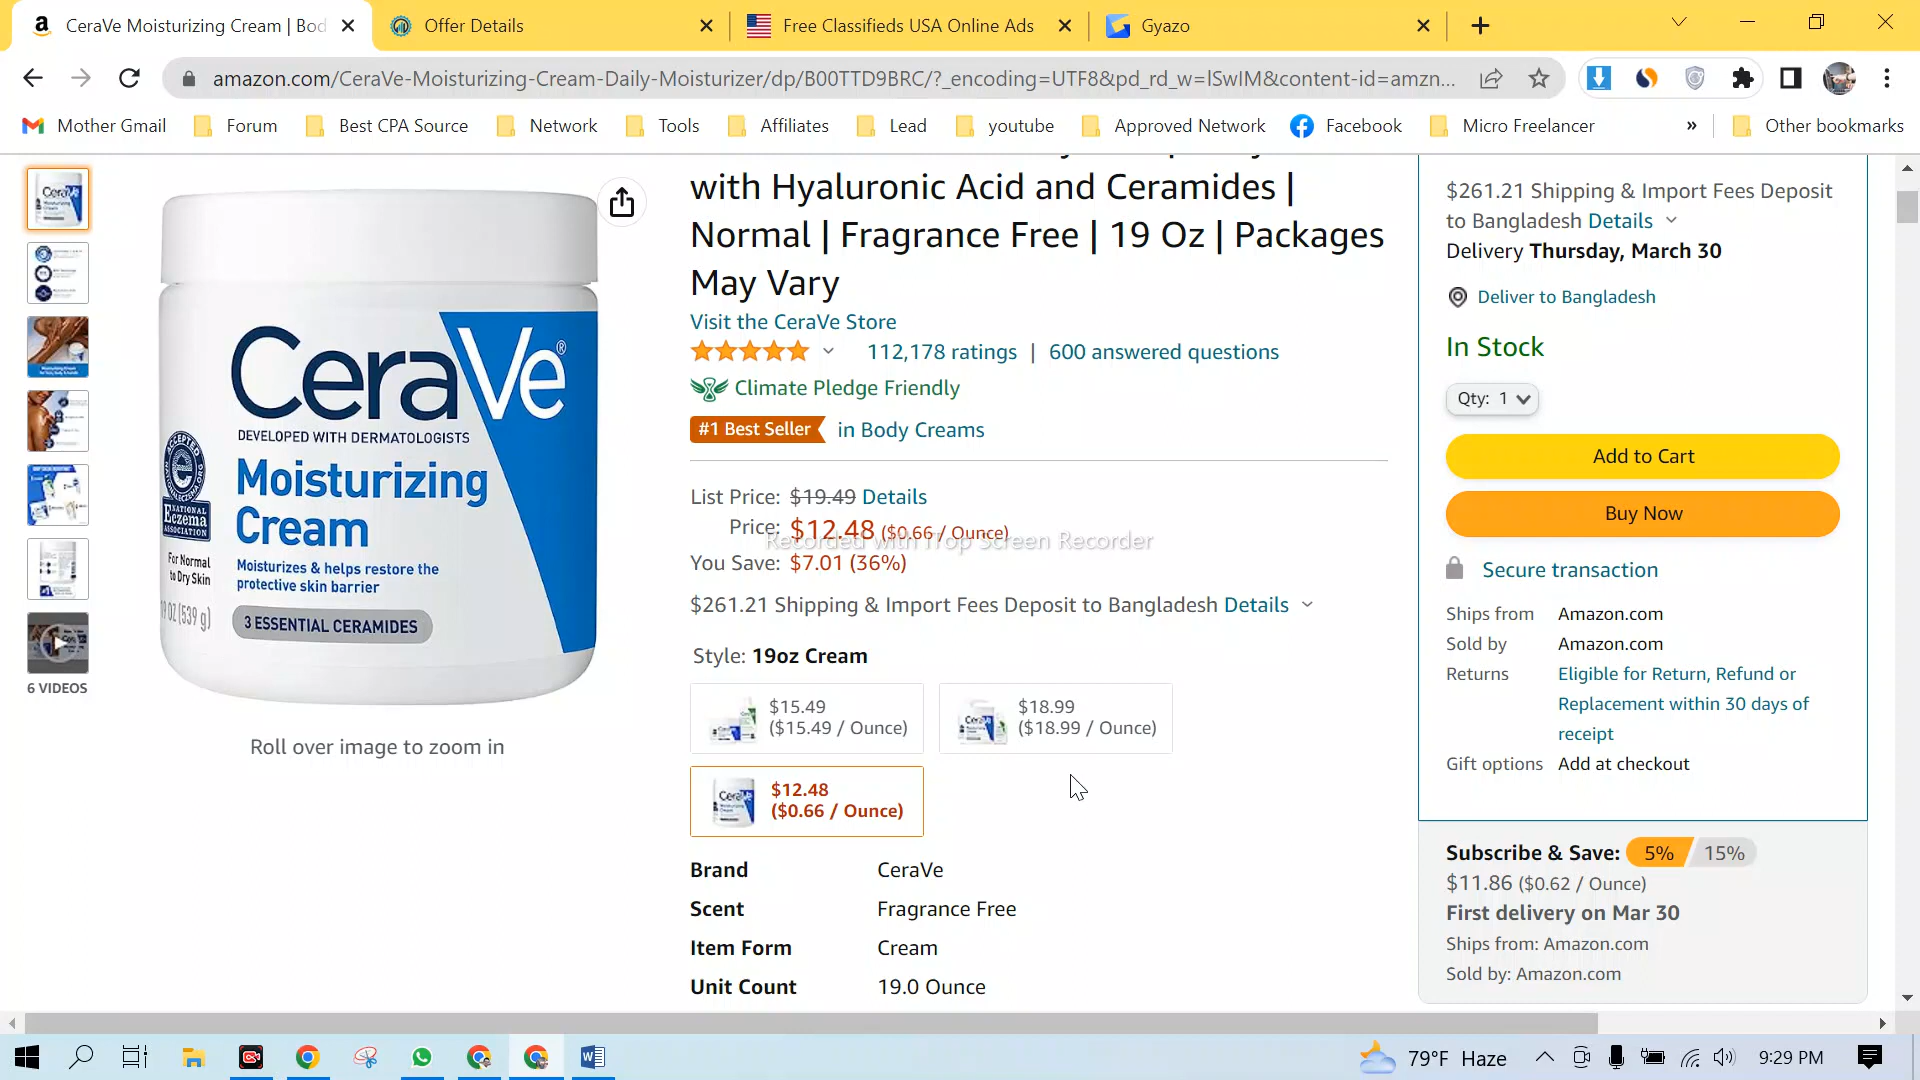 CeraVe Moisturizing Cream | Bod
Offer Details
Free Classifieds USA Online Ads
Gyazo
amazon.com/CeraVe-Moisturizing-Cream-Daily-Moisturizer/dp/B00TTD9BRC/?_encoding=UTF8&pd_rd_w=lSwIM&content-id=amzn...
Mother Gmail
Forum
Best CPA Source
Network
Tools
Affiliates
Lead
youtube
Approved Network
Facebook
Micro Freelancer
»
Other bookmarks
6 VIDEOS
CeraVe®
DEVELOPED WITH DERMATOLOGISTS
Moisturizing
Cream
Moisturizes & helps restore the
protective skin barrier
3 ESSENTIAL CERAMIDES
ACCEPTED
NATIONALECZEMA.ORG
NATIONAL
Eczema
ASSOCIATION
For Normal
to Dry Skin
19 OZ (539 g)
Roll over image to zoom in
with Hyaluronic Acid and Ceramides |
Normal | Fragrance Free | 19 Oz | Packages
May Vary
Visit the CeraVe Store
112,178 ratings | 600 answered questions
Climate Pledge Friendly
#1 Best Seller in Body Creams
List Price: $19.49 Details
Price: $12.48 ($0.66 / Ounce)
Recorded with iTop Screen Recorder
You Save: $7.01 (36%)
$261.21 Shipping & Import Fees Deposit to Bangladesh Details
Style: 19oz Cream
$15.49
($15.49 / Ounce)
$18.99
($18.99 / Ounce)
$12.48
($0.66 / Ounce)
Brand CeraVe
Scent Fragrance Free
Item Form Cream
Unit Count 19.0 Ounce
$261.21 Shipping & Import Fees Deposit
to Bangladesh Details
Delivery Thursday, March 30
Deliver to Bangladesh
In Stock
Qty: 1
Add to Cart
Buy Now
Secure transaction
Ships from Amazon.com
Sold by Amazon.com
Returns Eligible for Return, Refund or
Replacement within 30 days of
receipt
Gift options Add at checkout
Subscribe & Save: 5% 15%
$11.86 ($0.62 / Ounce)
First delivery on Mar 30
Ships from: Amazon.com
Sold by: Amazon.com
79°F Haze
9:29 PM